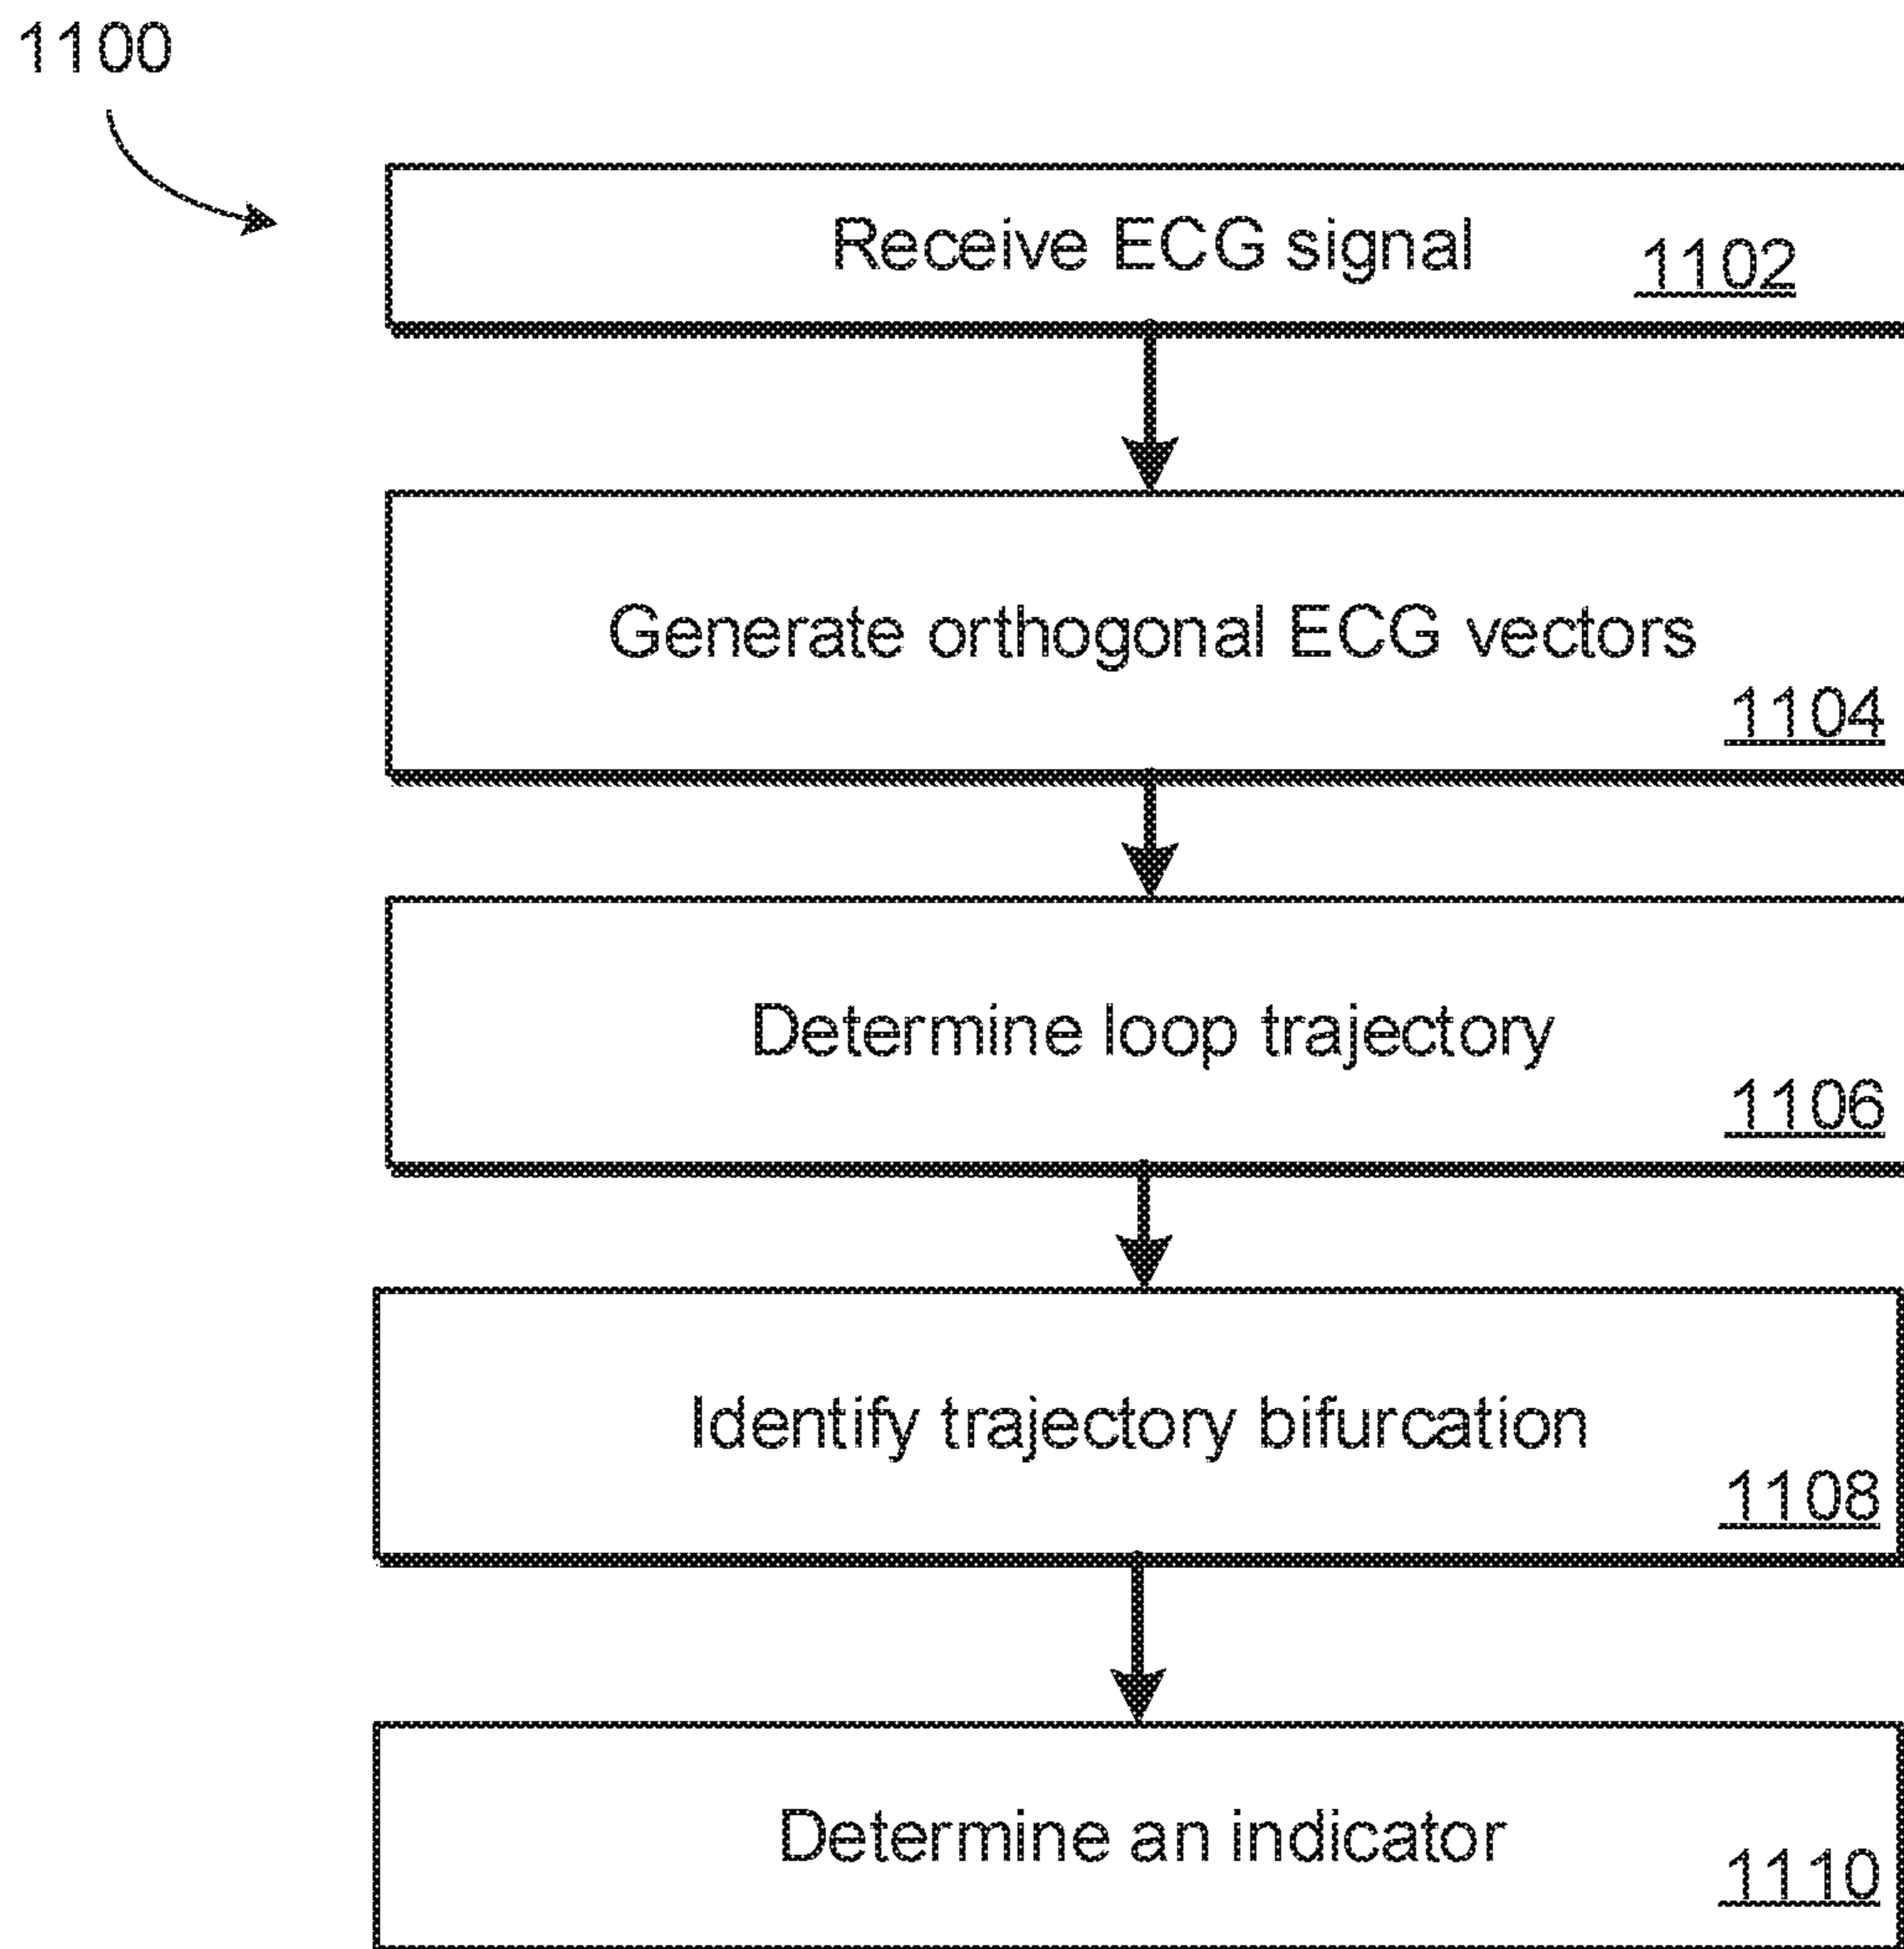 1100
Receive ECG signal
1102
Generate orthogonal ECG vectors
1104
Determine loop trajectory
1106
Identify trajectory bifurcation
1108
Determine an indicator
1110